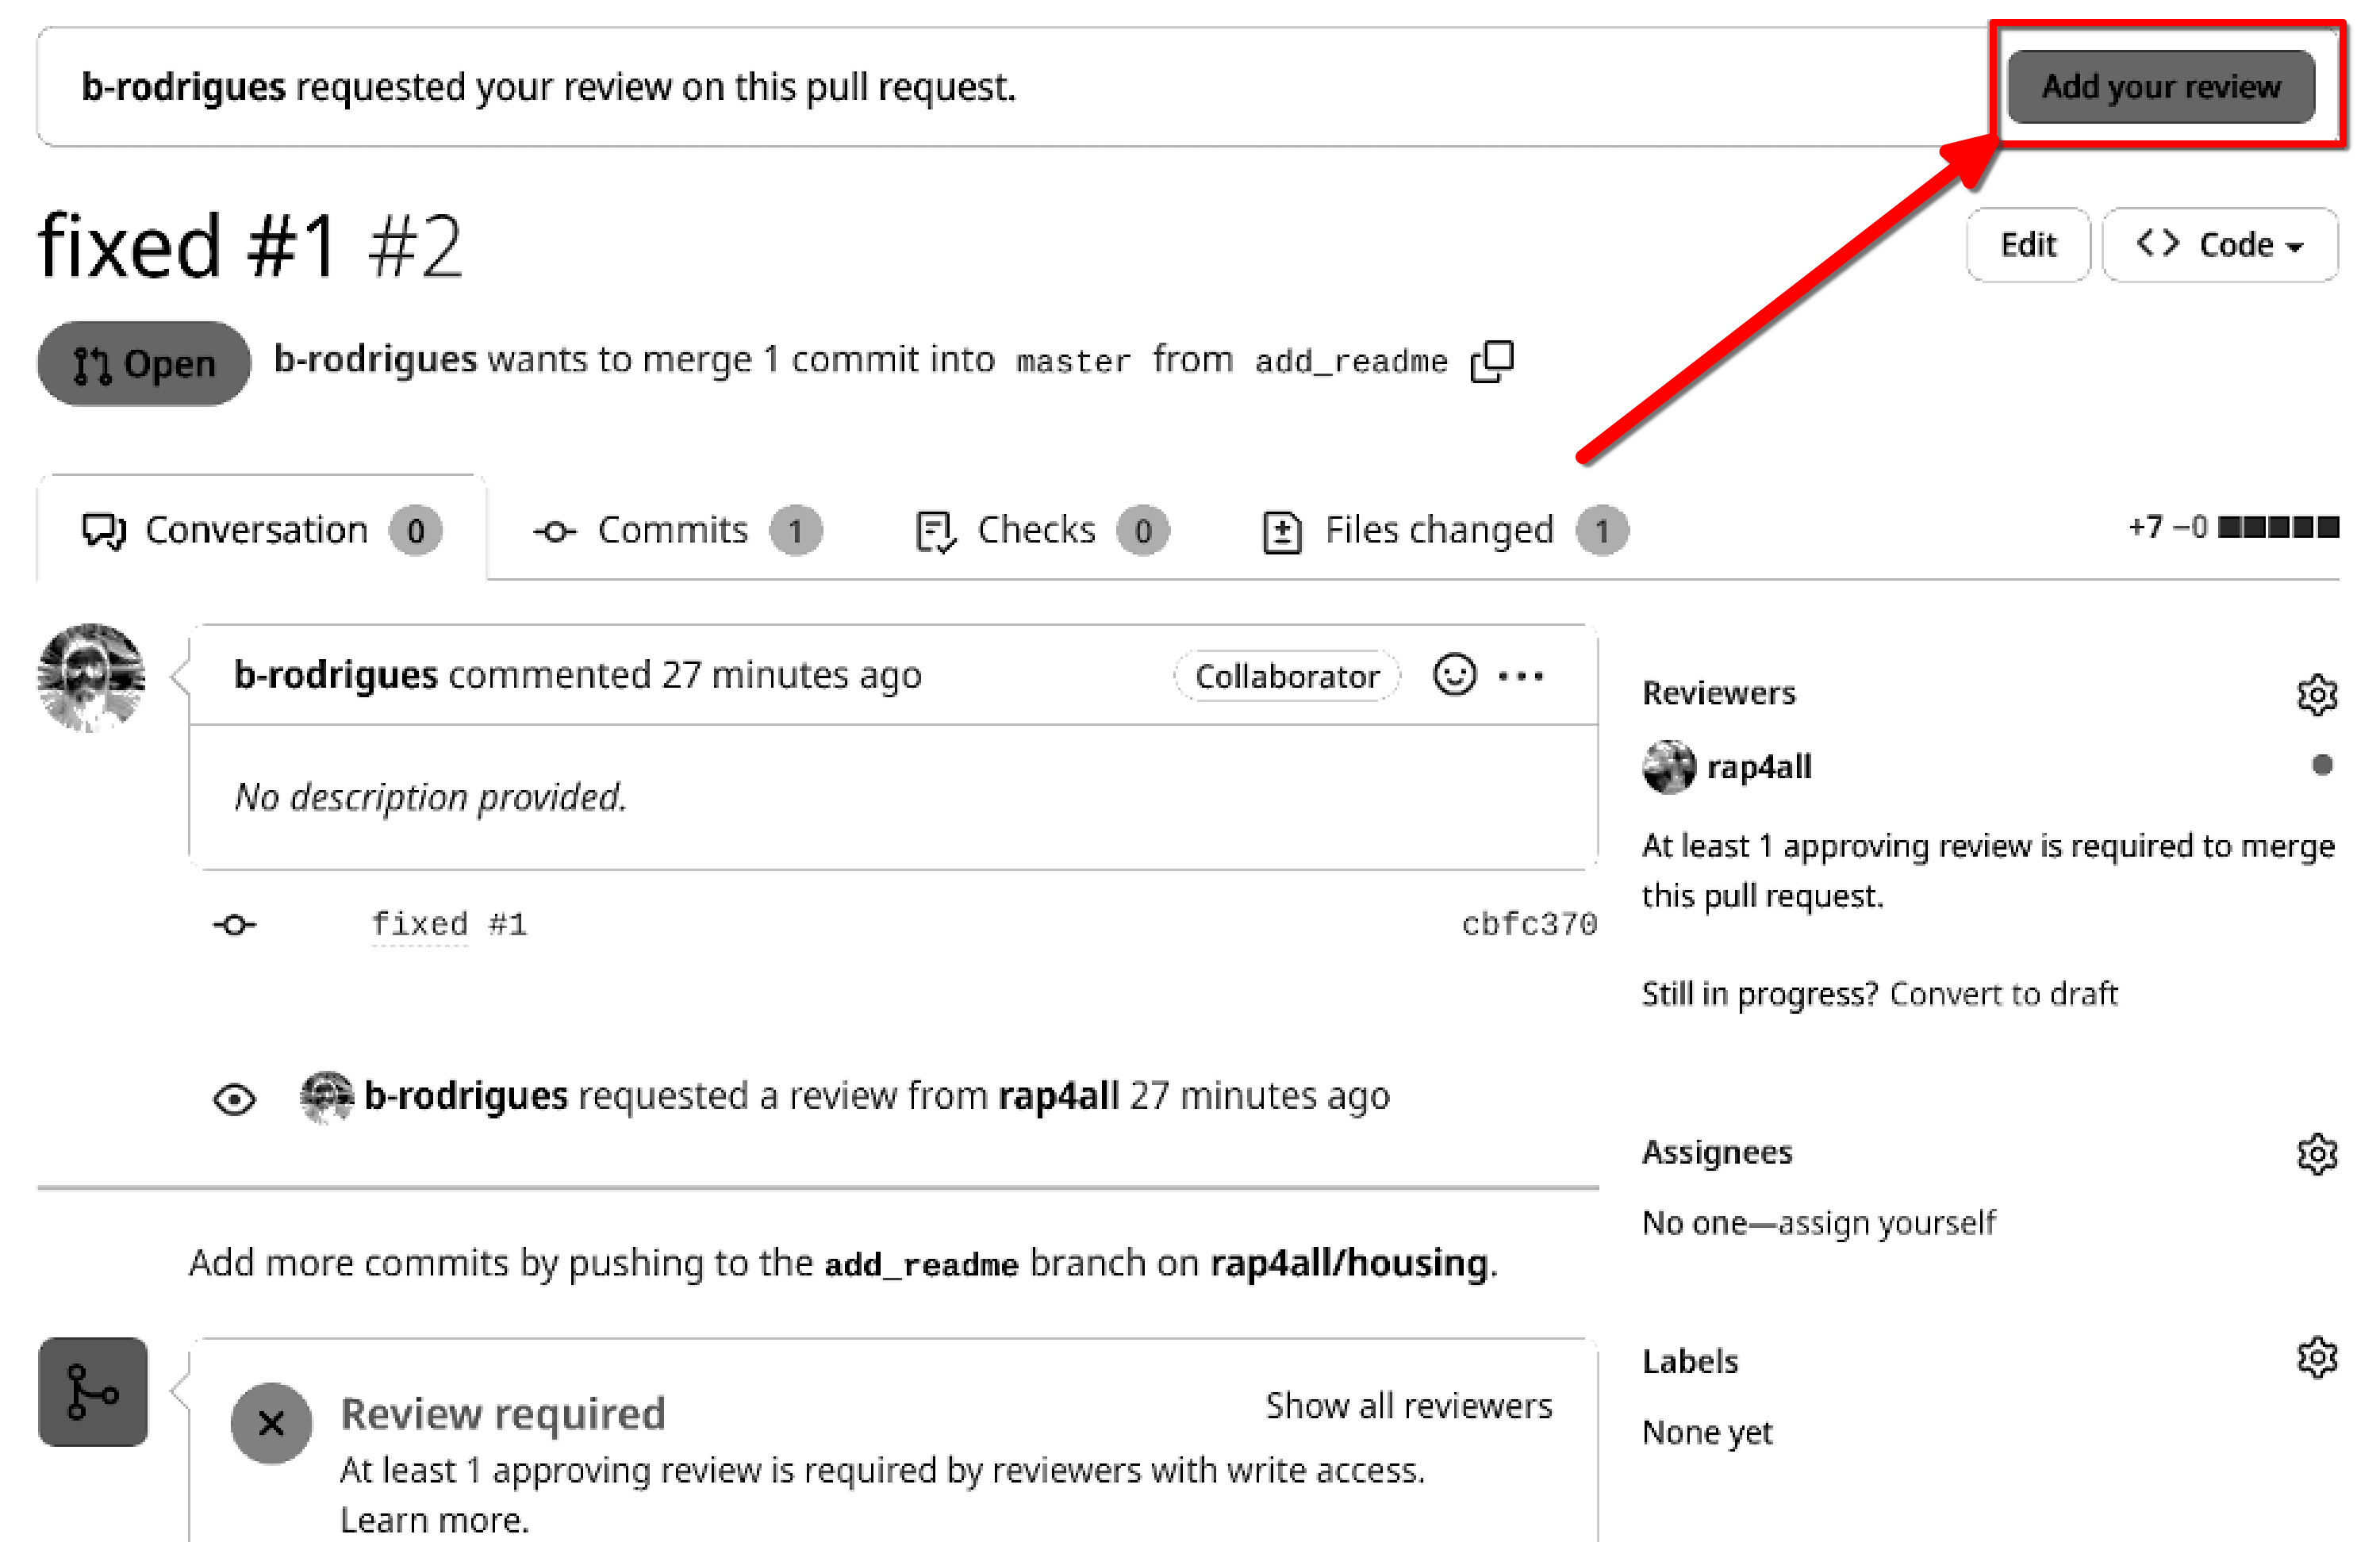 b-rodrigues requested your review on this pull request.
Add your review
fixed #1 #2
Edit
Code
Open
b-rodrigues wants to merge 1 commit into master from add_readme
Conversation 0
Commits 1
Checks 0
Files changed 1
+7 −0
b-rodrigues commented 27 minutes ago
Collaborator
No description provided.
fixed #1
cbfc370
b-rodrigues requested a review from rap4all 27 minutes ago
Add more commits by pushing to the add_readme branch on rap4all/housing.
Review required
Show all reviewers
At least 1 approving review is required by reviewers with write access.
Learn more.
Reviewers
rap4all
At least 1 approving review is required to merge
this pull request.
Still in progress? Convert to draft
Assignees
No one—assign yourself
Labels
None yet